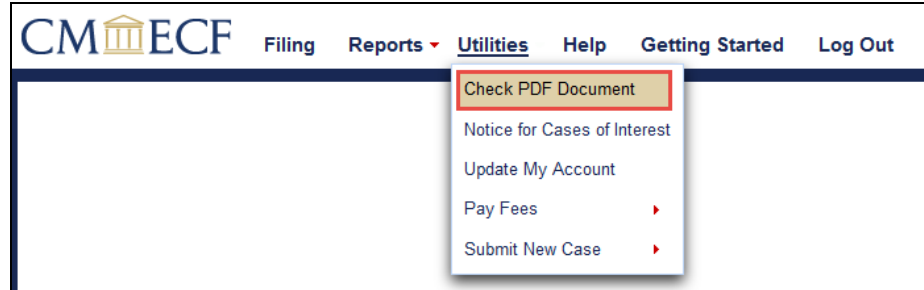 CM ECF Filing Reports Utilities Help Getting Started Log Out
Check PDF Document
Notice for Cases of Interest
Update My Account
Pay Fees
Submit New Case